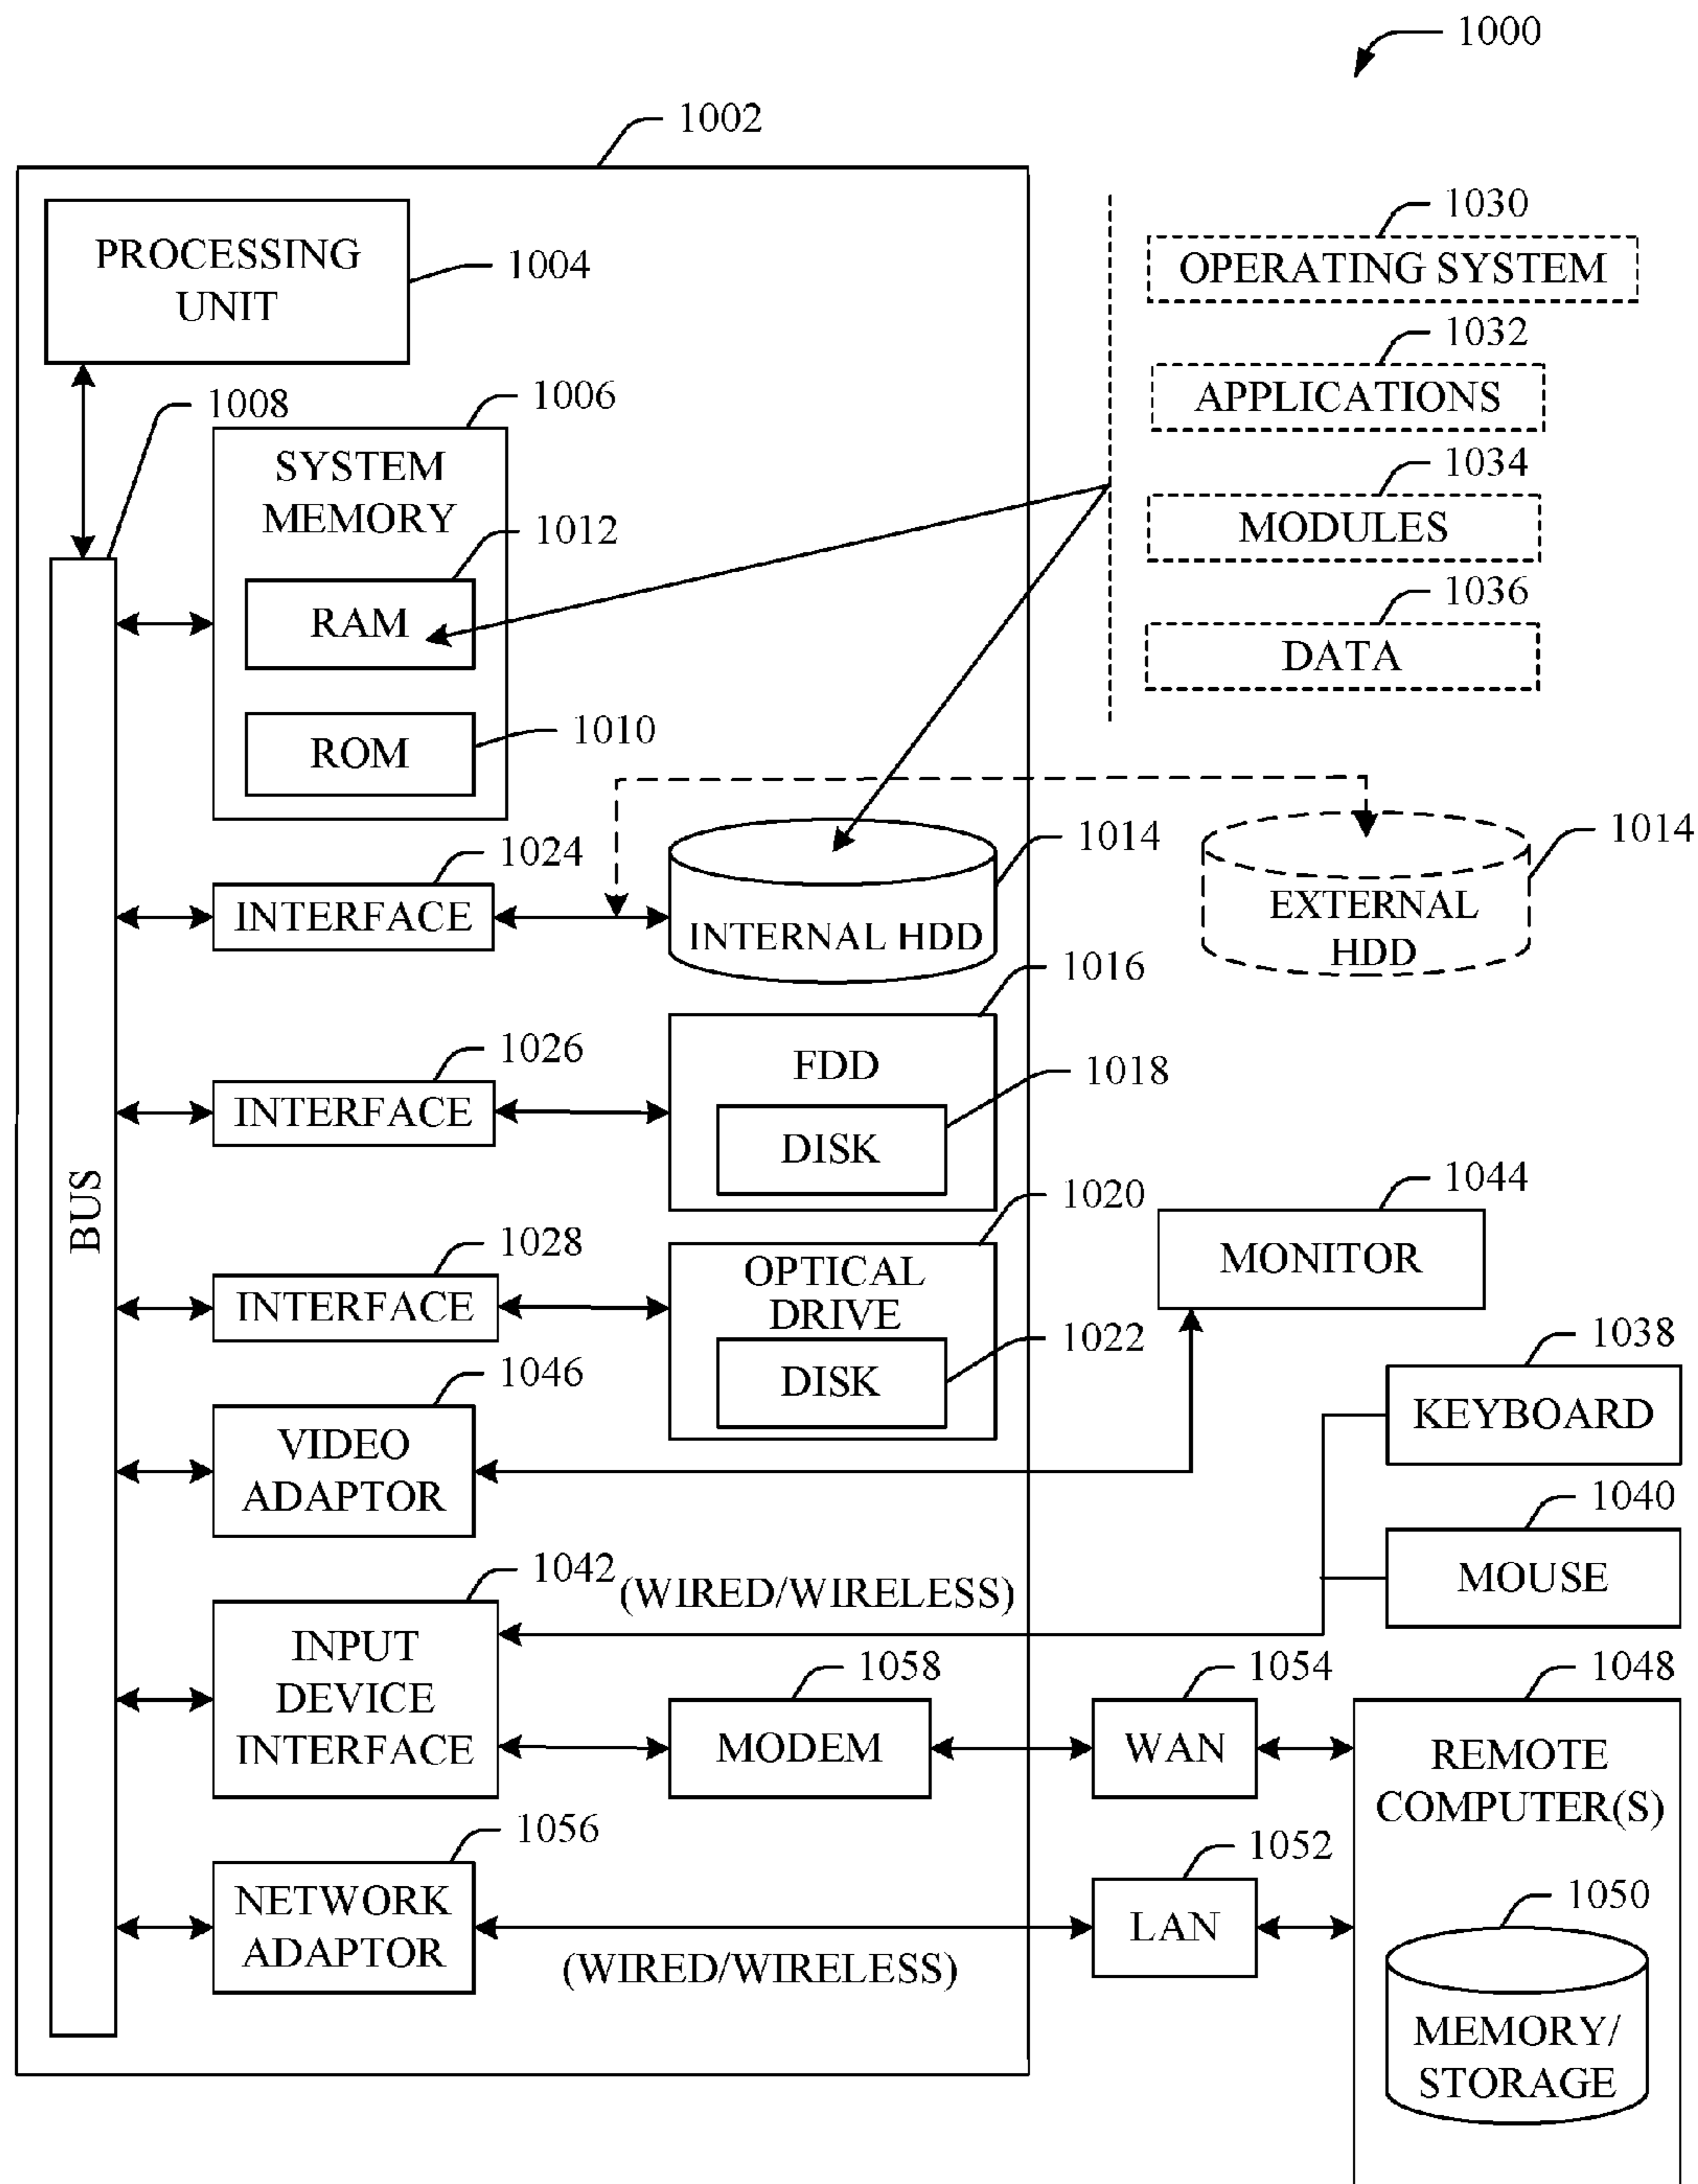 1000
1002
PROCESSING
UNIT
1004
1008
1006
SYSTEM
MEMORY
1012
RAM
ROM
1010
1030
OPERATING SYSTEM
1032
APPLICATIONS
1034
MODULES
1036
DATA
BUS
1024
INTERFACE
1014
INTERNAL HDD
1014
EXTERNAL
HDD
1026
INTERFACE
1016
FDD
1018
DISK
1028
INTERFACE
1020
OPTICAL
DRIVE
1022
DISK
1044
MONITOR
1046
VIDEO
ADAPTOR
1038
KEYBOARD
1040
MOUSE
1042
(WIRED/WIRELESS)
INPUT
DEVICE
INTERFACE
1058
MODEM
1054
WAN
1048
REMOTE
COMPUTER(S)
1056
NETWORK
ADAPTOR
(WIRED/WIRELESS)
1052
LAN
1050
MEMORY/
STORAGE